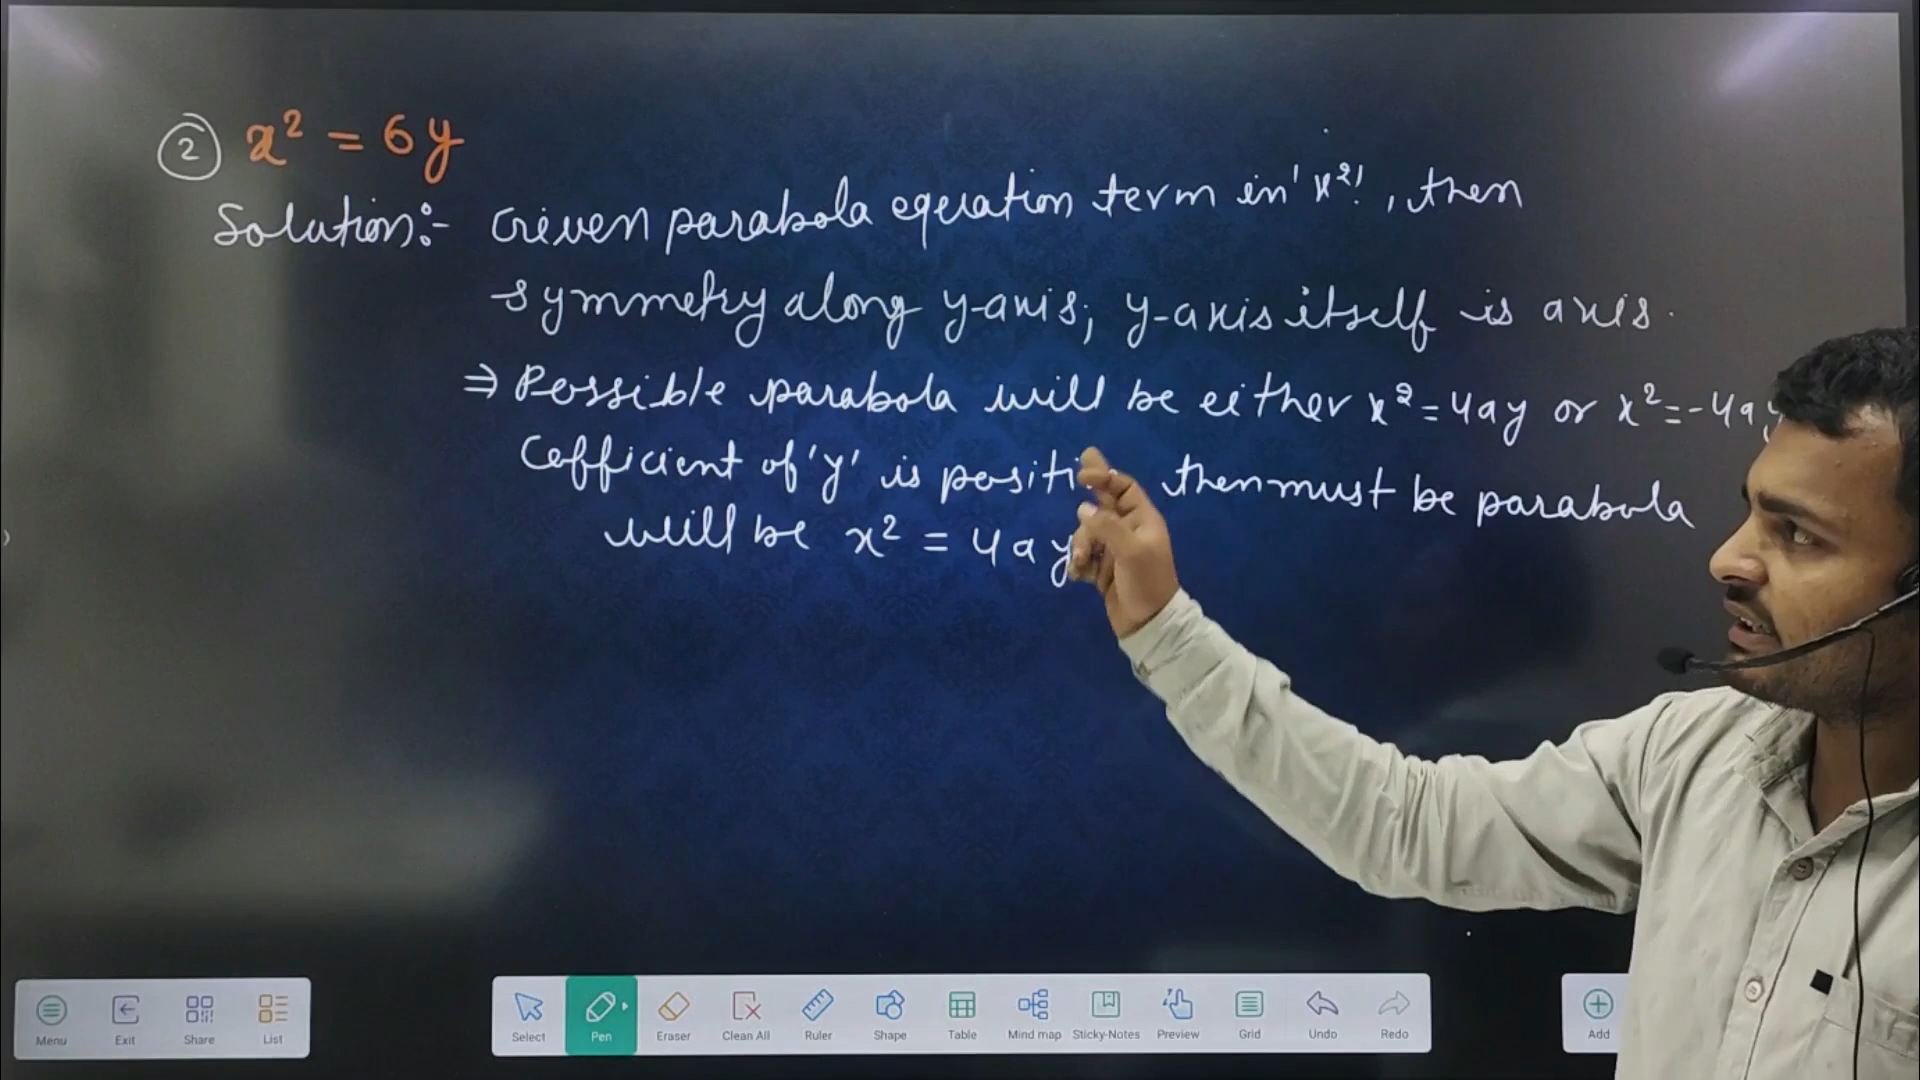 ② x² = 6y
Solution:- Given parabola equation term in 'x²', then
symmetry along y-axis; y-axis itself is axis.
⇒ Possible parabola will be either x² = 4ay or x² = -4ay
Cofficient of 'y' is positive then must be parabola
will be x² = 4ay
Menu Exit Share List
Select Pen Eraser Clean All Ruler Shape Table Mind map Sticky-Notes Preview Grid Undo Redo
Add